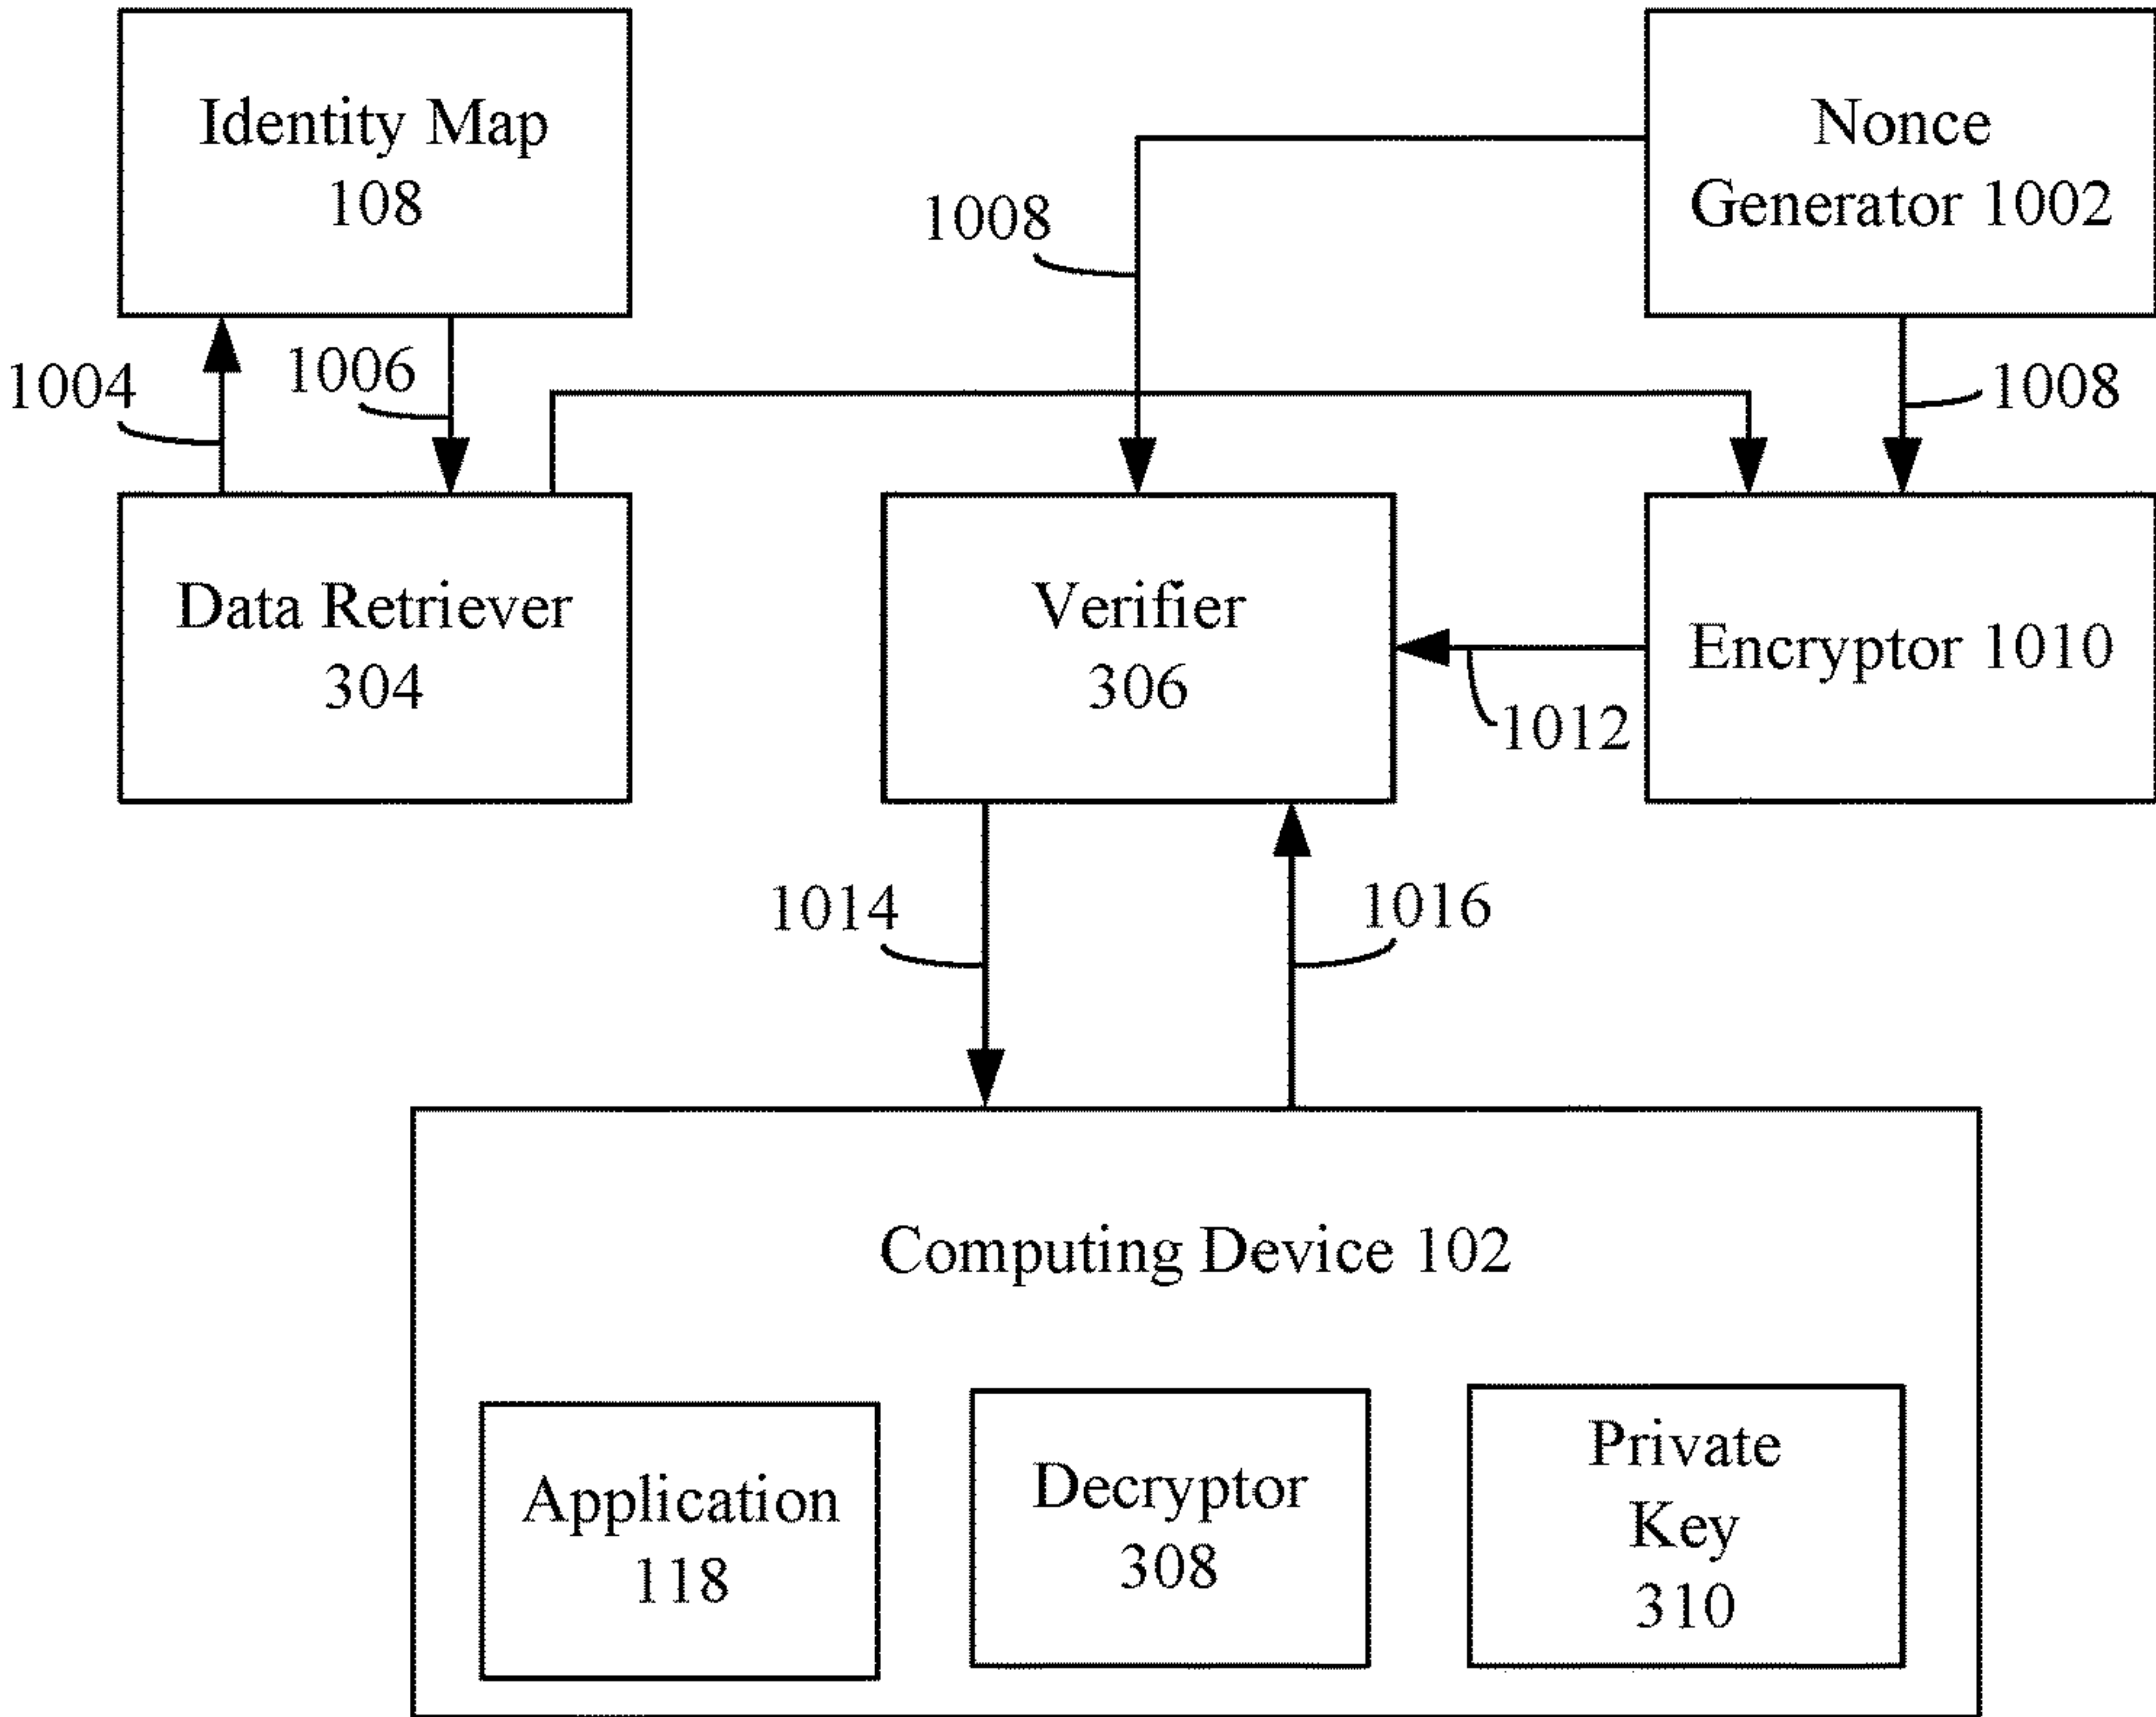 Identity Map
108
Nonce
Generator 1002
1008
1004
1006
1008
Data Retriever
304
Verifier
306
Encryptor 1010
1012
1014
1016
Computing Device 102
Application
118
Decryptor
308
Private
Key
310